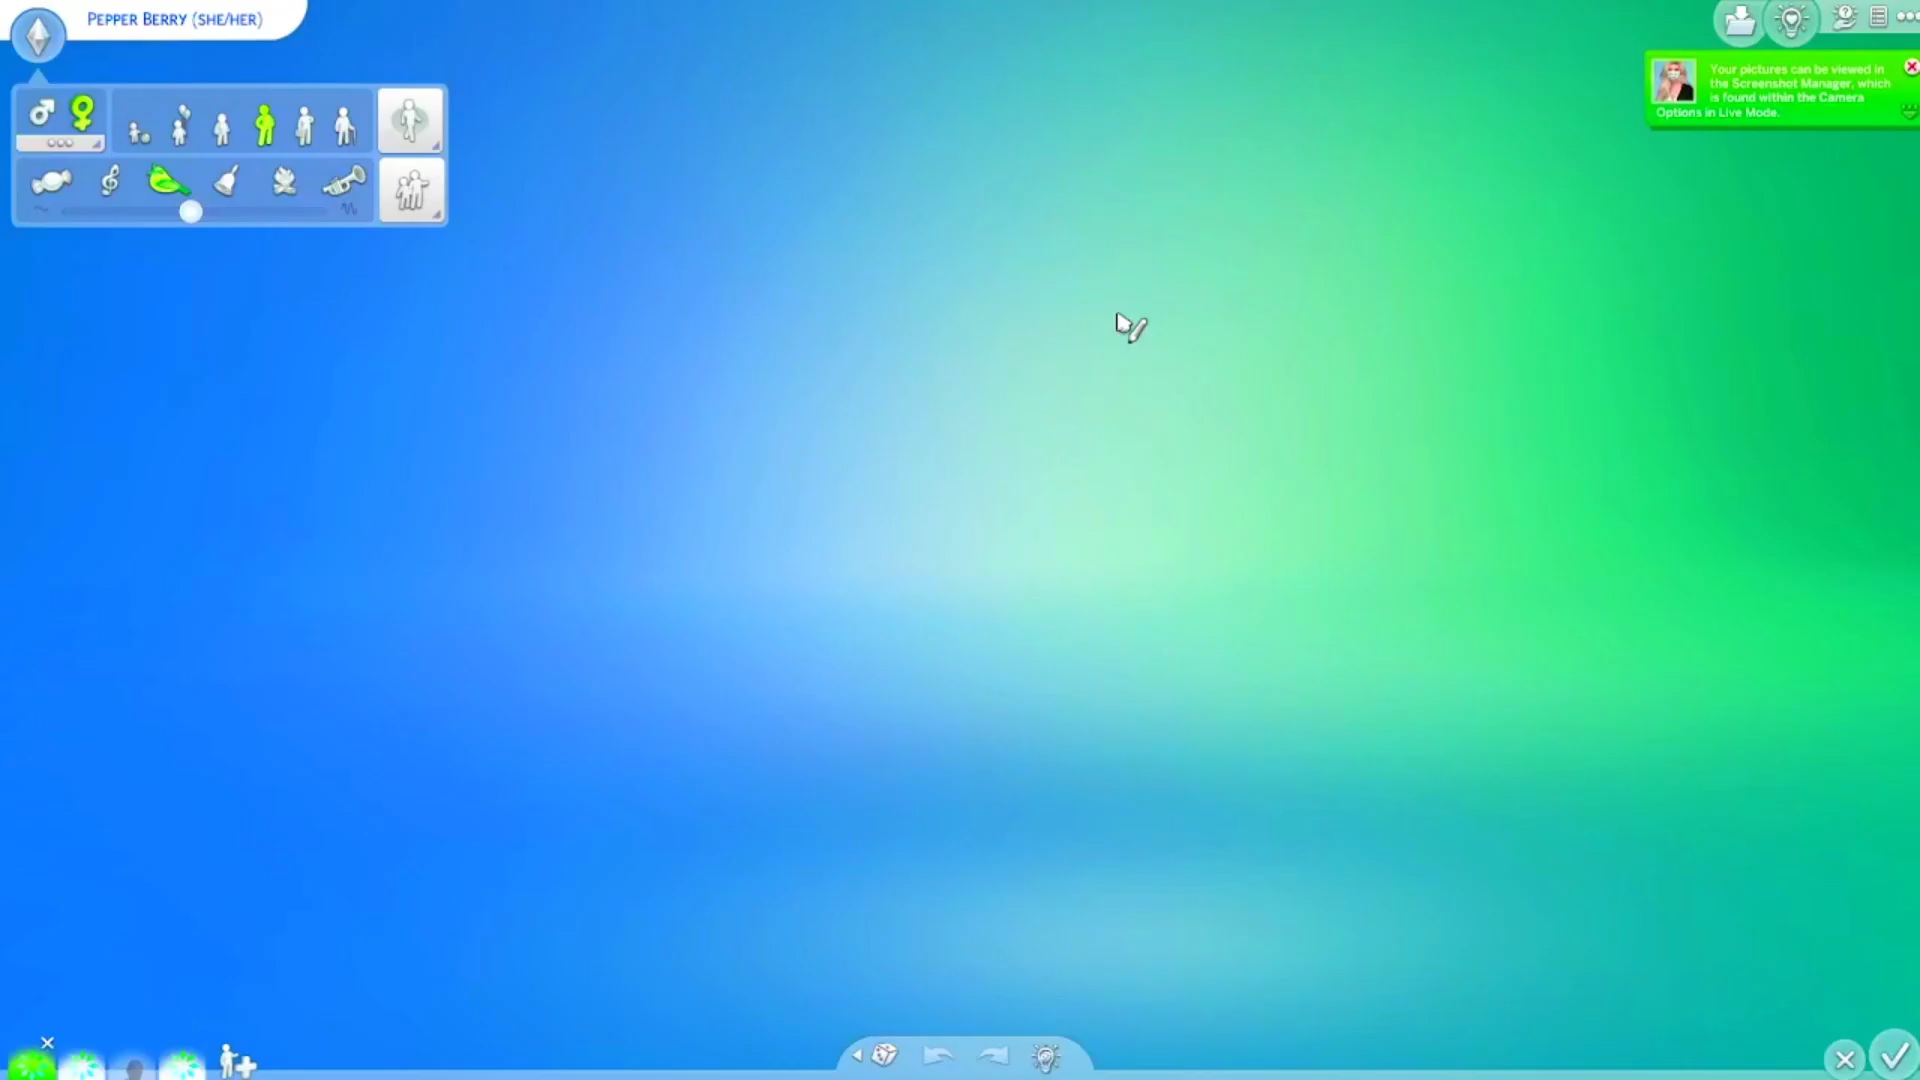 PEPPER BERRY (SHE/HER)
Your pictures can be viewed in
the Screenshot Manager, which
is found within the Camera
Options in Live Mode.